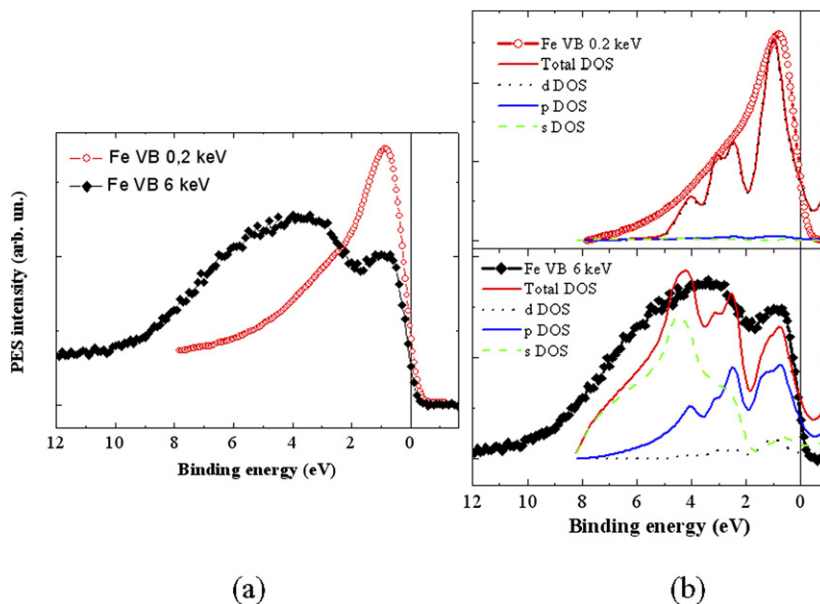 Fe VB 0,2 keV
Fe VB 6 keV
PES intensity (arb. un.)
12 10 8 6 4 2 0
Binding energy (eV)
(a)
Fe VB 0.2 keV
Total DOS
d DOS
p DOS
s DOS
Fe VB 6 keV
Total DOS
d DOS
p DOS
s DOS
12 10 8 6 4 2 0
Binding energy (eV)
(b)